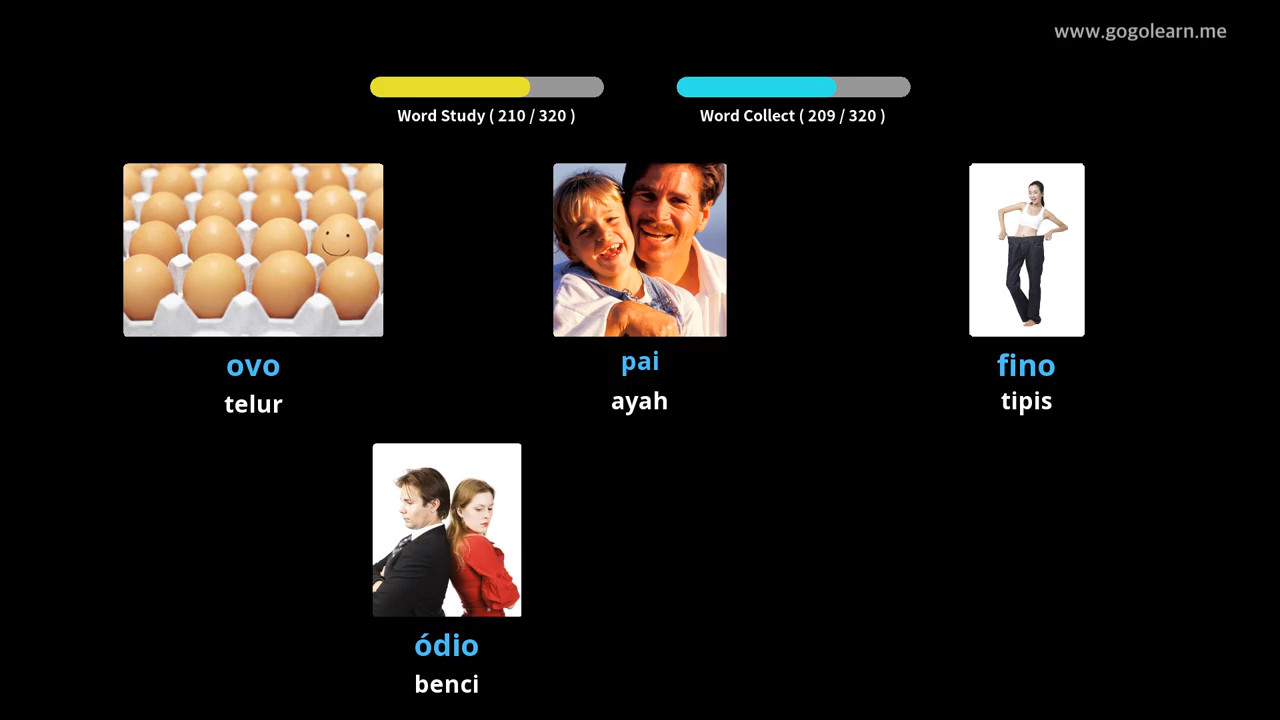 www.gogolearn.me
Word Study ( 210 / 320 )
Word Collect ( 209 / 320 )
ovo
telur
pai
ayah
fino
tipis
ódio
benci